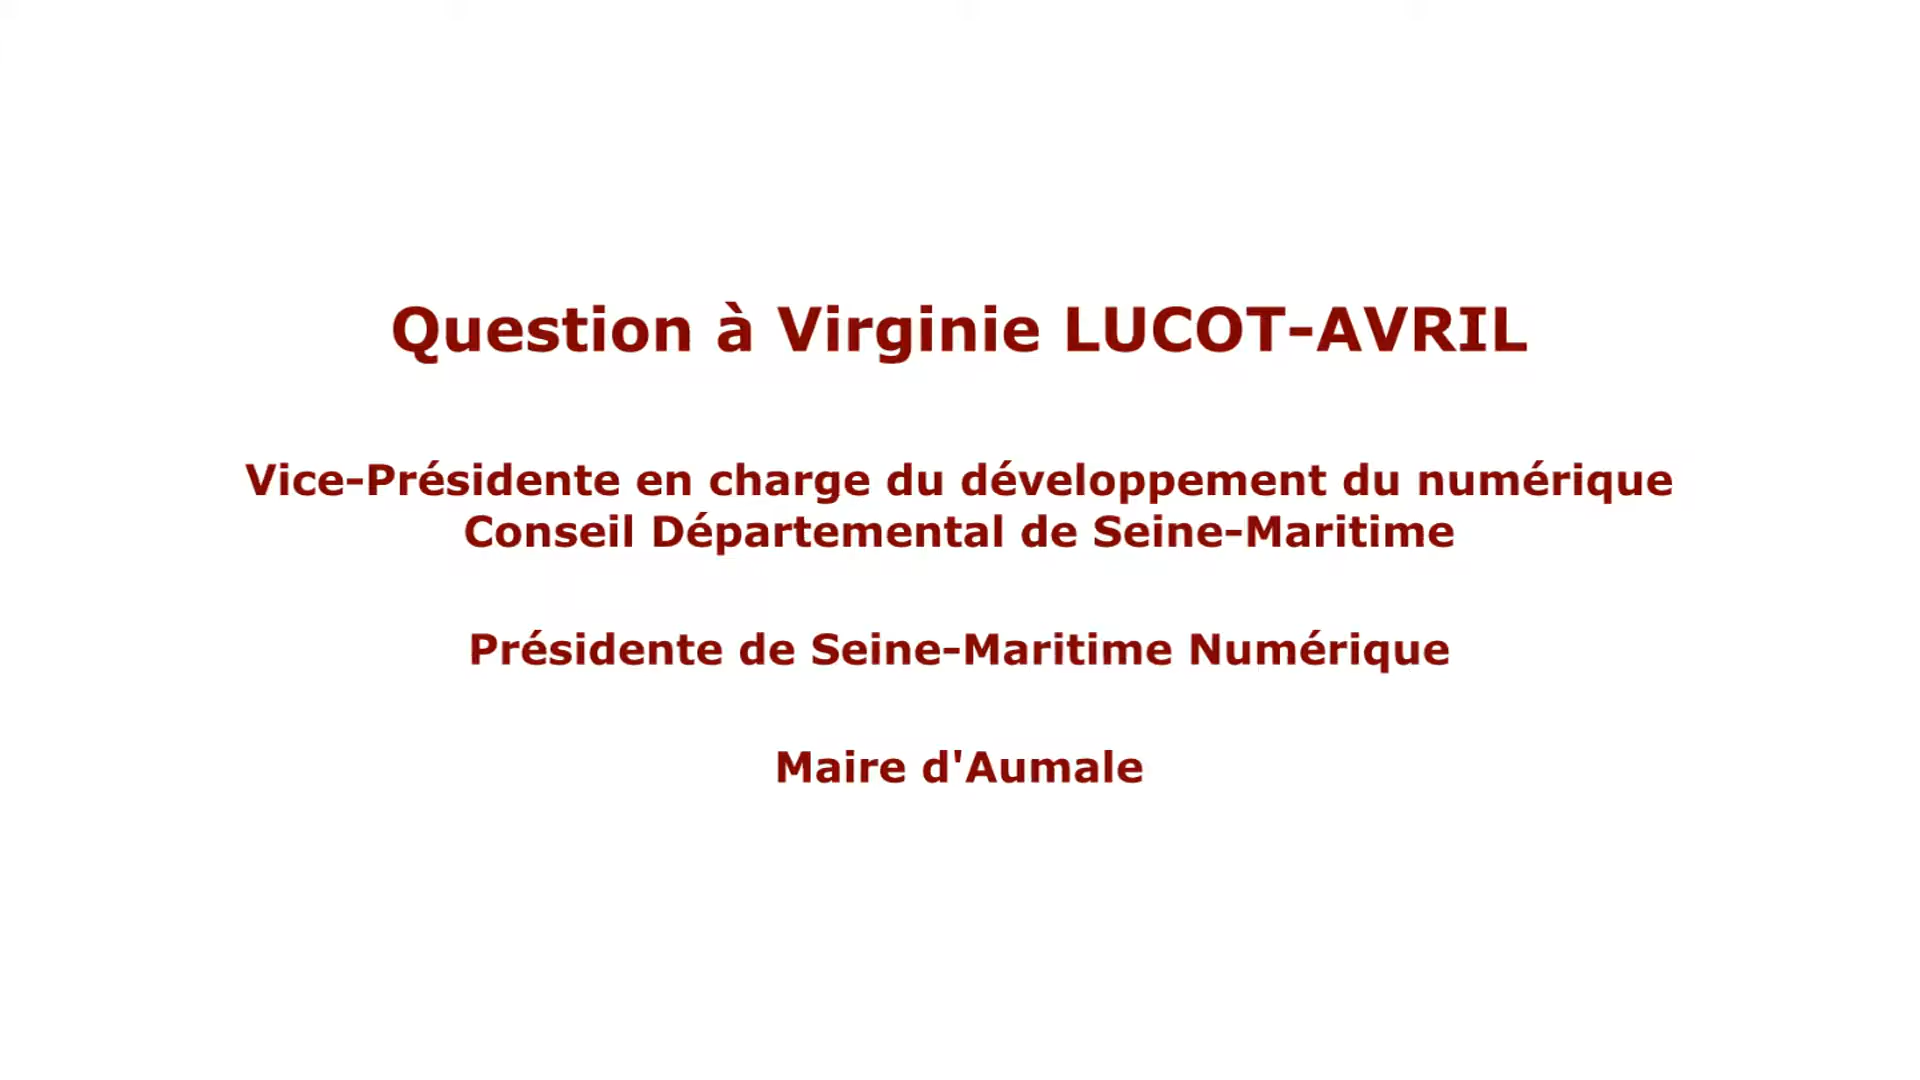 Question à Virginie LUCOT-AVRIL
Vice-Présidente en charge du développement du numérique
Conseil Départemental de Seine-Maritime
Présidente de Seine-Maritime Numérique
Maire d'Aumale